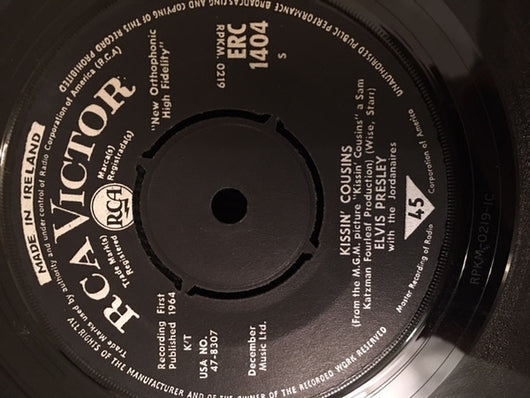 MADE IN IRELAND
Trade Marks used by authority and under control of Radio Corporation of America (R.C.A)
ALL RIGHTS OF THE MANUFACTURER AND OF THE OWNER OF THE RECORDED WORK RESERVED
UNAUTHORISED PUBLIC PERFORMANCE BROADCASTING AND COPYING OF THIS RECORD PROHIBITED
RCA VICTOR
Trade Mark(s)
Registered
RCA
Marca(s)
Registrada(s)
Recording First
Published 1964
K/T
USA NO.
47-8307
December
Music Ltd.
"New Orthophonic
High Fidelity"
RPKM 0219
ERC
1404
S
KISSIN' COUSINS
(From the M.G.M. picture "Kissin' Cousins" a Sam
Katzman Fourleaf Production) (Wise, Starr)
ELVIS PRESLEY
with the Jordanaires
45
Master Recording of Radio Corporation of America
RPKM-0219-1C